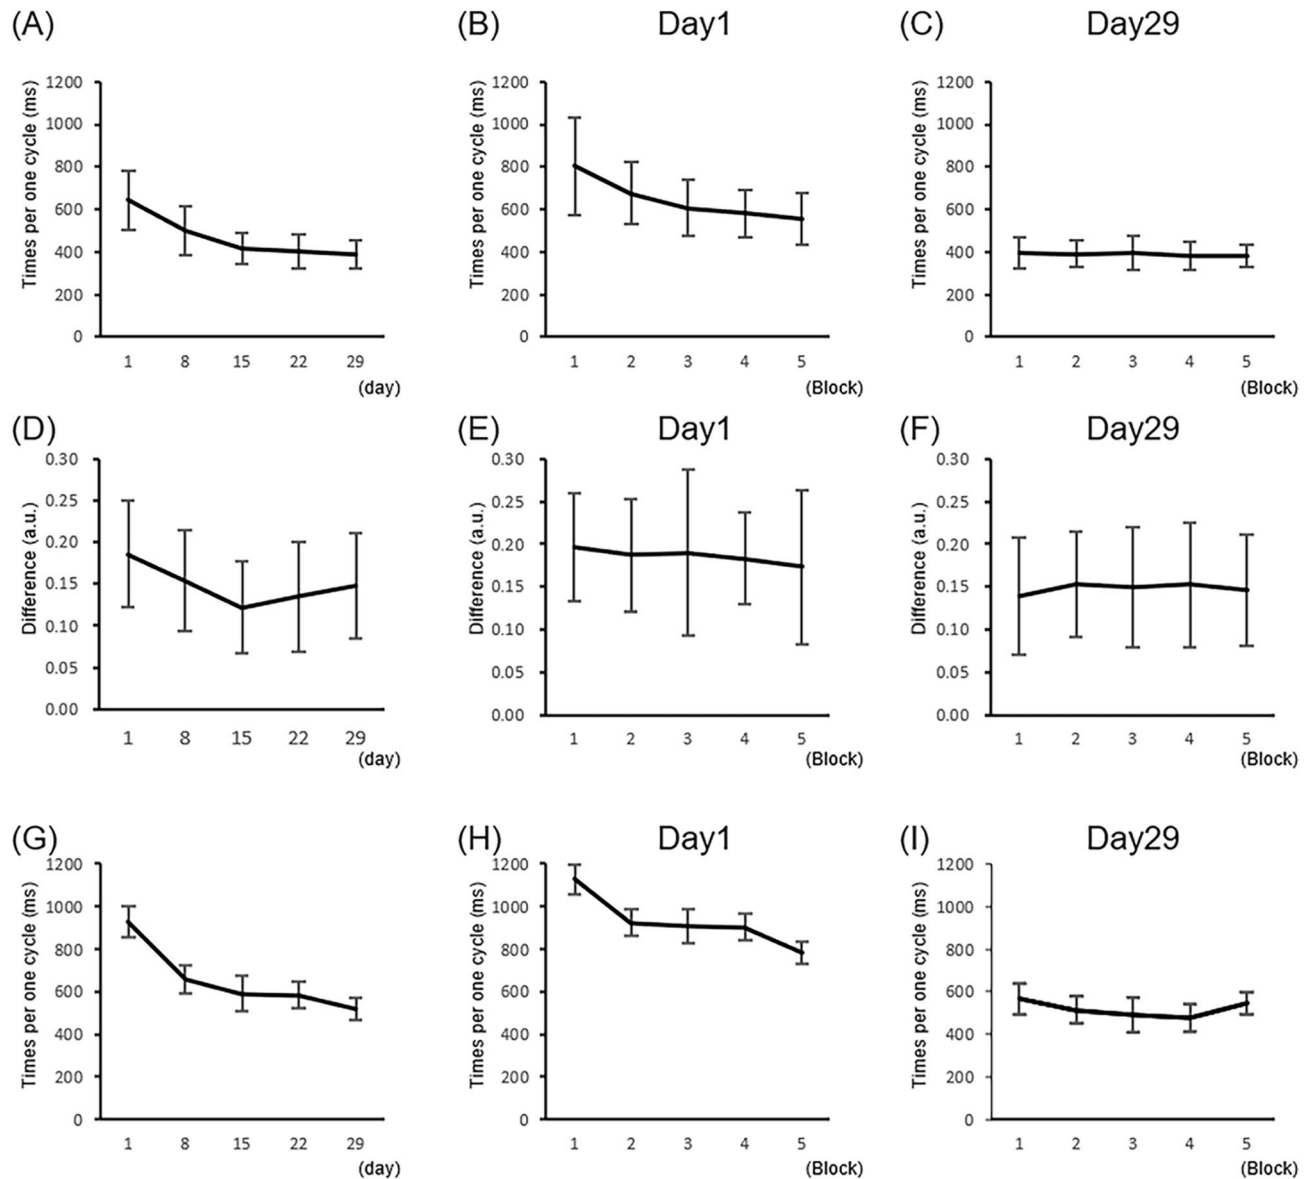 (A)
(B) Day1
(C) Day29
Times per one cycle (ms)
1200
1000
800
600
400
200
0
1 8 15 22 29
(day)
Times per one cycle (ms)
1200
1000
800
600
400
200
0
1 2 3 4 5
(Block)
Times per one cycle (ms)
1200
1000
800
600
400
200
0
1 2 3 4 5
(Block)
(D)
(E) Day1
(F) Day29
Difference (a.u.)
0.30
0.25
0.20
0.15
0.10
0.05
0.00
1 8 15 22 29
(day)
Difference (a.u.)
0.30
0.25
0.20
0.15
0.10
0.05
0.00
1 2 3 4 5
(Block)
Difference (a.u.)
0.30
0.25
0.20
0.15
0.10
0.05
0.00
1 2 3 4 5
(Block)
(G)
(H) Day1
(I) Day29
Times per one cycle (ms)
1200
1000
800
600
400
200
0
1 8 15 22 29
(day)
Times per one cycle (ms)
1200
1000
800
600
400
200
0
1 2 3 4 5
(Block)
Times per one cycle (ms)
1200
1000
800
600
400
200
0
1 2 3 4 5
(Block)